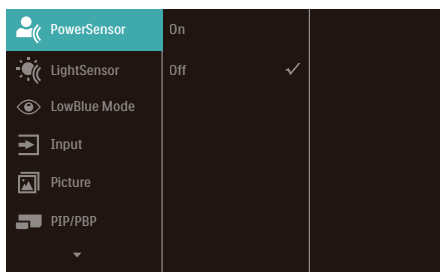 PowerSensor
On
LightSensor
Off
LowBlue Mode
Input
Picture
PIP/PBP